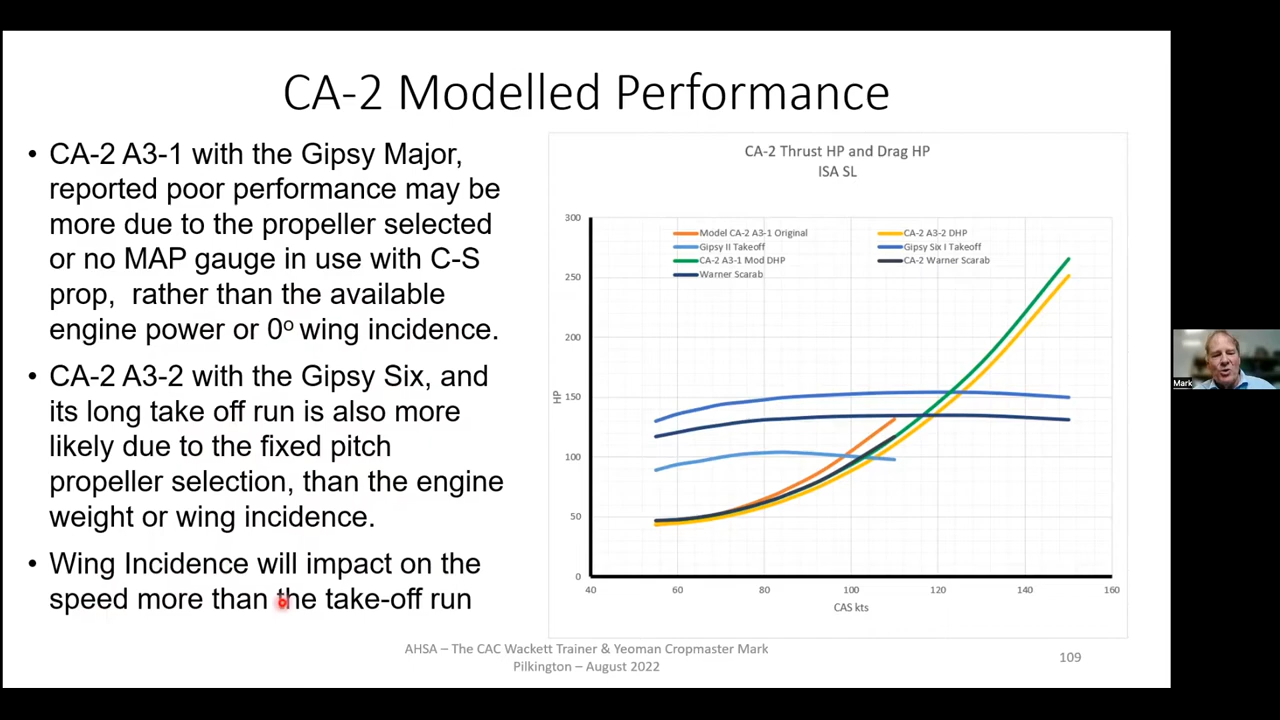 CA-2 Modelled Performance
• CA-2 A3-1 with the Gipsy Major,
reported poor performance may be
more due to the propeller selected
or no MAP gauge in use with C-S
prop, rather than the available
engine power or 0º wing incidence.
• CA-2 A3-2 with the Gipsy Six, and
its long take off run is also more
likely due to the fixed pitch
propeller selection, than the engine
weight or wing incidence.
• Wing Incidence will impact on the
speed more than the take-off run
CA-2 Thrust HP and Drag HP
ISA SL
Model CA-2 A3-1 Original
CA-2 A3-2 DHP
Gipsy II Takeoff
Gipsy Six I Takeoff
CA-2 A3-1 Mod DHP
CA-2 Warner Scarab
Warner Scarab
300
250
200
150
100
50
0
HP
40 60 80 100 120 140 160
CAS kts
AHSA – The CAC Wackett Trainer & Yeoman Cropmaster Mark
Pilkington – August 2022
109
Mark